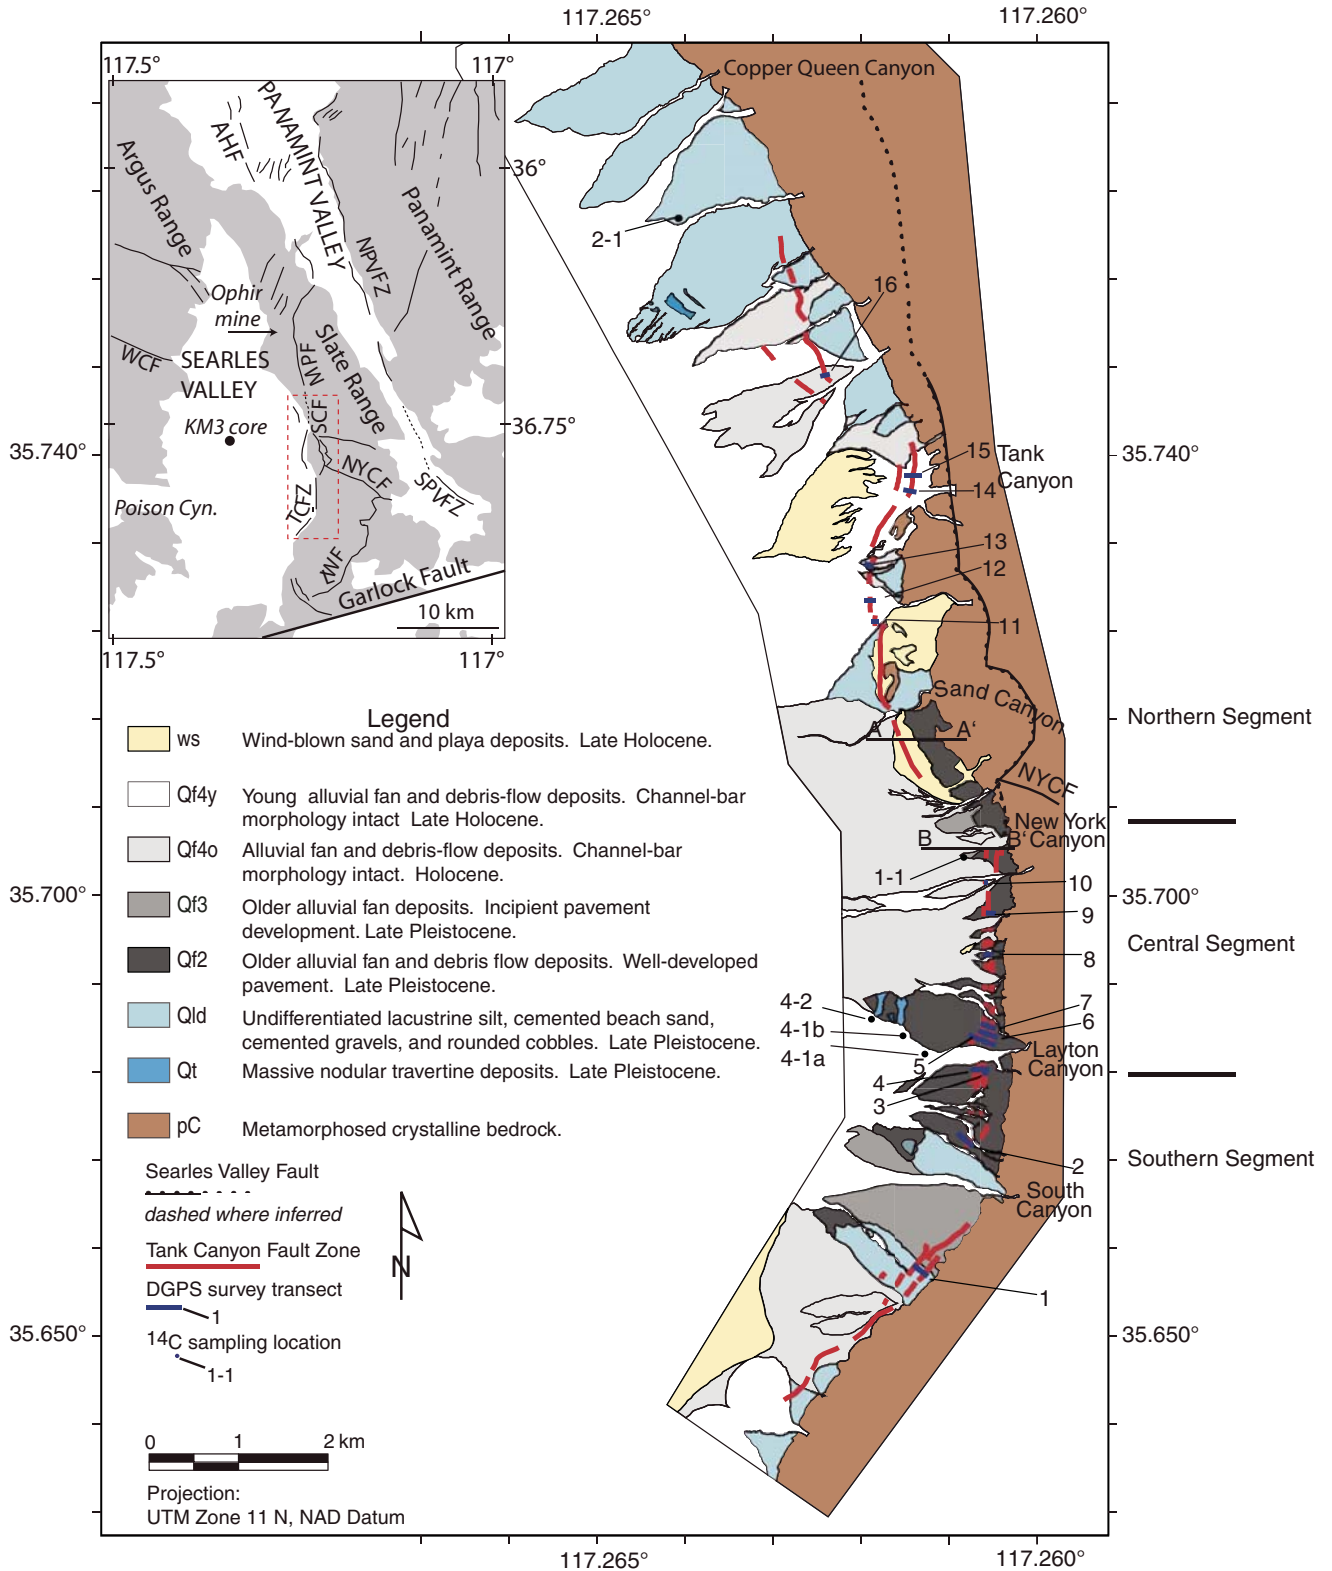 117.265°
117.260°
Copper Queen Canyon
117.5°
117°
PANAMINT VALLEY
AHF
Argus Range
36°
Panamint Range
NPVFZ
2-1
Ophir
mine
16
Slate Range
WCF
SEARLES
VALLEY
MPF
SCF
KM3 core
36.75°
35.740°
35.740°
15
Tank
Canyon
14
NYCF
SPVFZ
Poison Cyn.
TCFZ
13
12
LWF
Garlock Fault
10 km
11
117.5°
117°
Sand Canyon
Legend
A
A'
Northern Segment
ws
Wind-blown sand and playa deposits. Late Holocene.
NYCF
Qf4y
Young alluvial fan and debris-flow deposits. Channel-bar
morphology intact Late Holocene.
New York
Canyon
B
B'
Qf4o
Alluvial fan and debris-flow deposits. Channel-bar
morphology intact. Holocene.
1-1
10
35.700°
35.700°
Qf3
Older alluvial fan deposits. Incipient pavement
development. Late Pleistocene.
9
Central Segment
Qf2
Older alluvial fan and debris flow deposits. Well-developed
pavement. Late Pleistocene.
8
4-2
7
Qld
Undifferentiated lacustrine silt, cemented beach sand,
cemented gravels, and rounded cobbles. Late Pleistocene.
4-1b
6
4-1a
5
Layton
Canyon
Qt
Massive nodular travertine deposits. Late Pleistocene.
4
3
pC
Metamorphosed crystalline bedrock.
2
Southern Segment
Searles Valley Fault
dashed where inferred
South
Canyon
Tank Canyon Fault Zone
N
DGPS survey transect
1
1
14C sampling location
1-1
35.650°
35.650°
0 1 2 km
Projection:
UTM Zone 11 N, NAD Datum
117.265°
117.260°